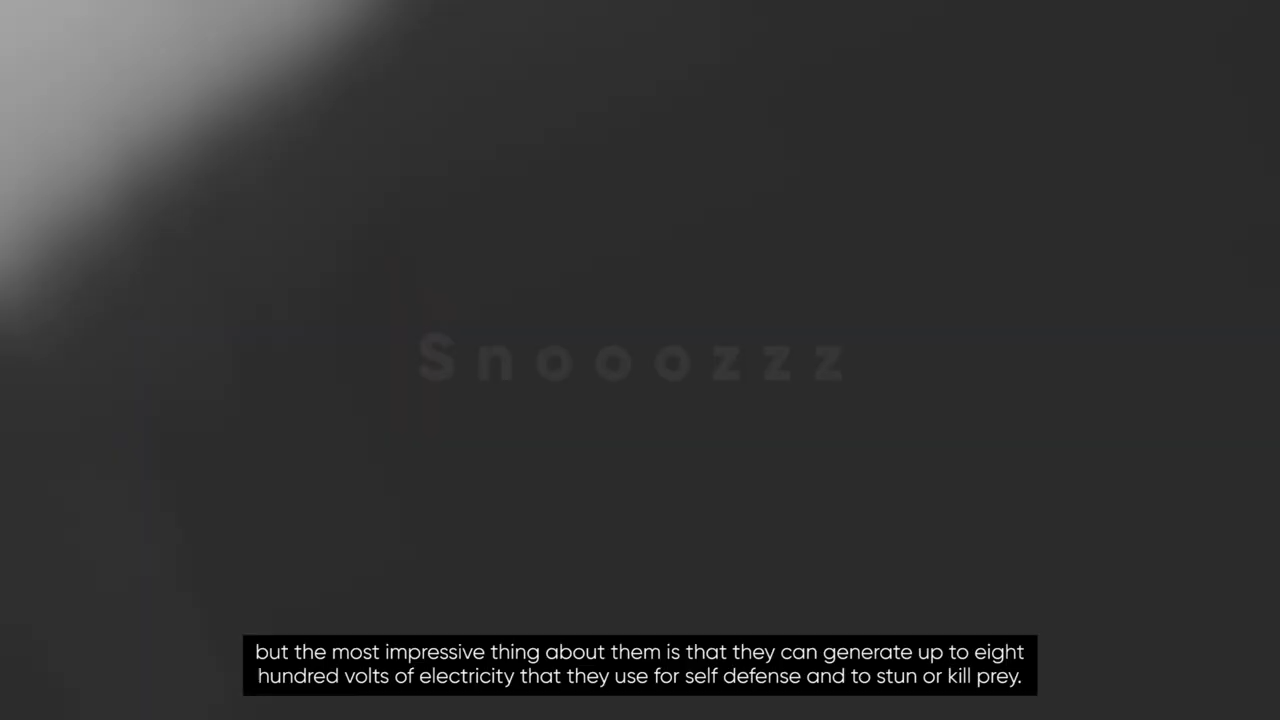 Snooozzz
but the most impressive thing about them is that they can generate up to eight
hundred volts of electricity that they use for self defense and to stun or kill prey.